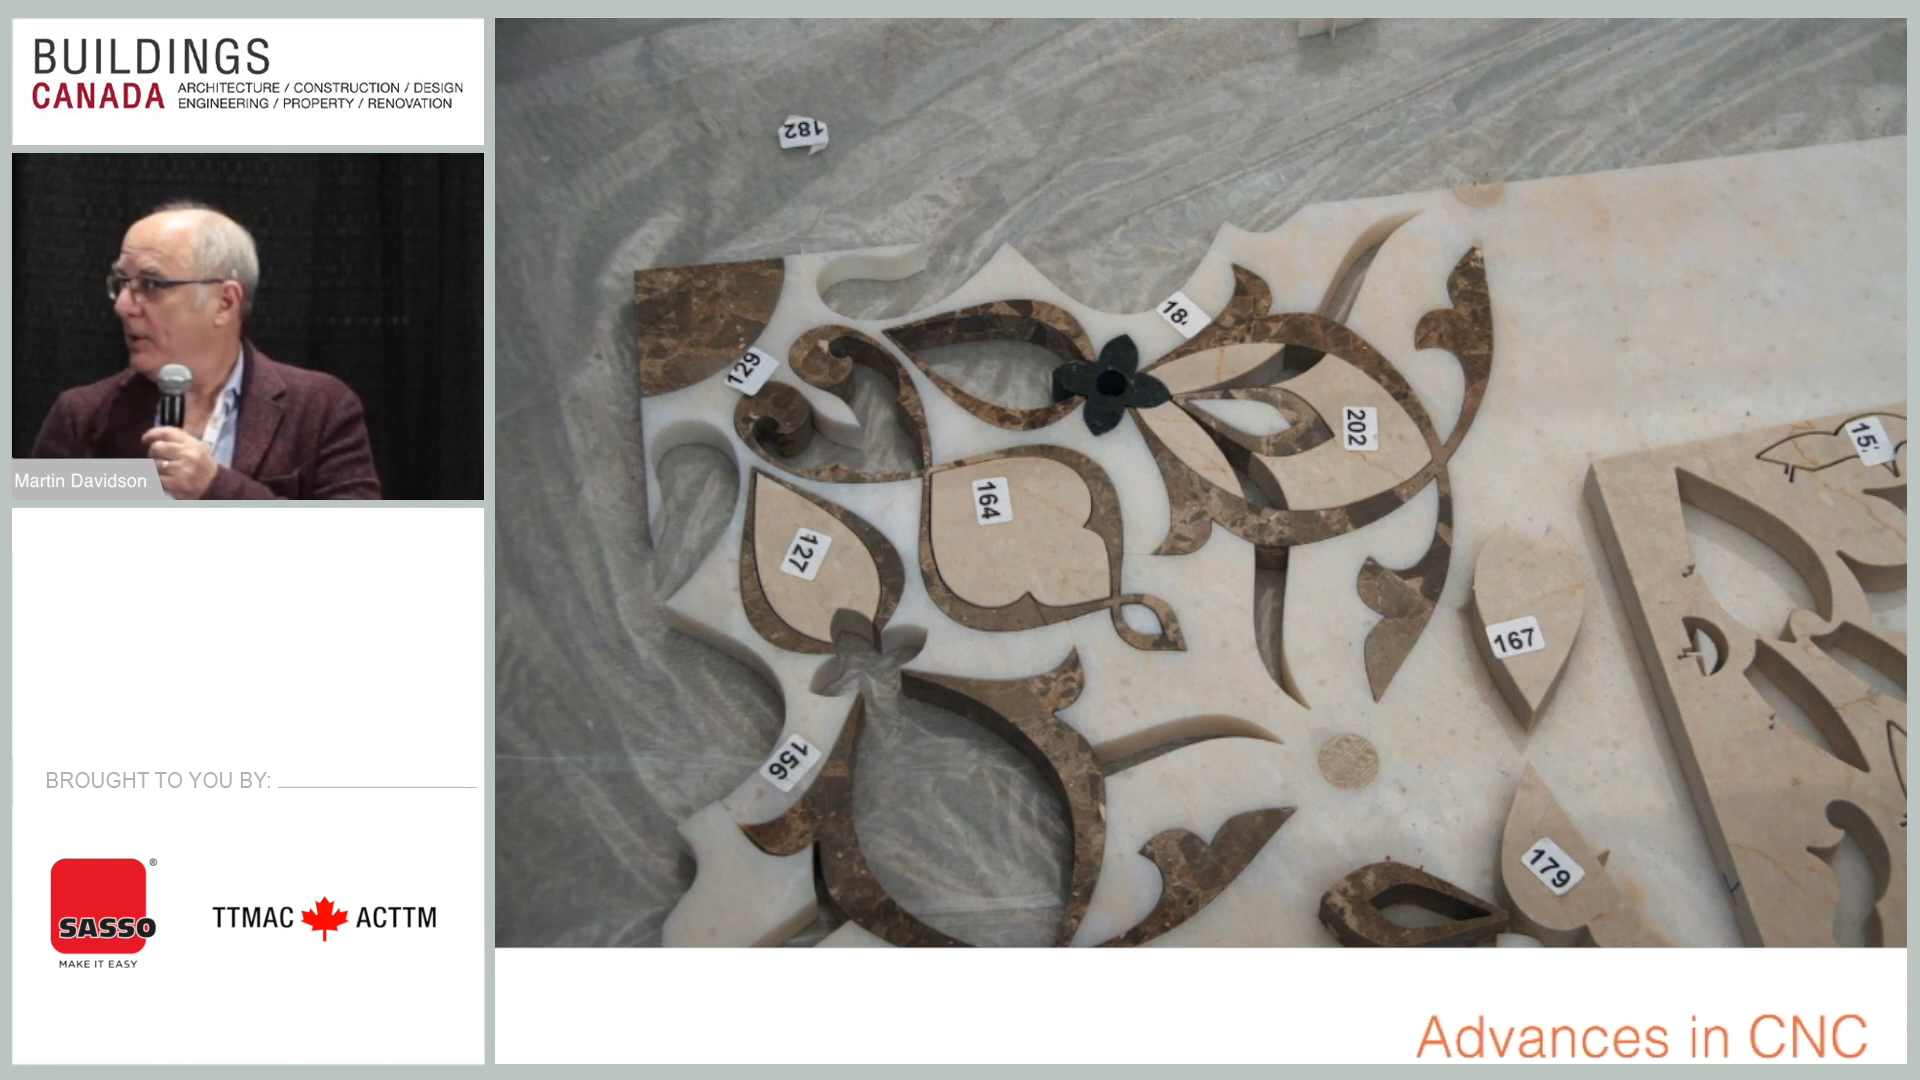 BUILDINGS
CANADA
ARCHITECTURE / CONSTRUCTION / DESIGN
ENGINEERING / PROPERTY / RENOVATION
Martin Davidson
BROUGHT TO YOU BY:
SASSO
®
MAKE IT EASY
TTMAC ACTTM
182
18
129
202
164
127
15
167
156
179
Advances in CNC